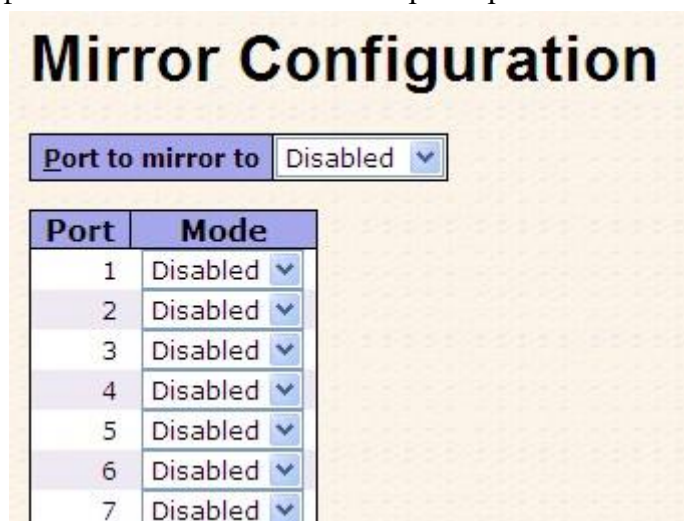 Mirror Configuration
Port to mirror to Disabled
Port Mode
1 Disabled
2 Disabled
3 Disabled
4 Disabled
5 Disabled
6 Disabled
7 Disabled